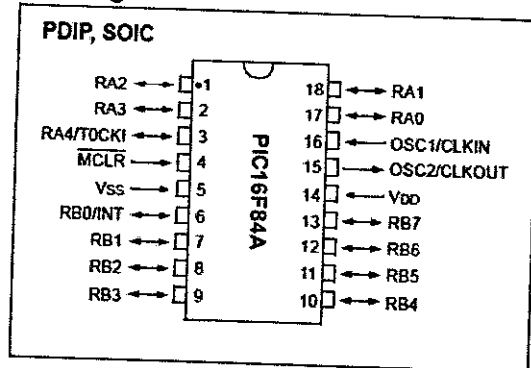 PDIP, SOIC
RA2 •1 18 RA1
RA3 2 17 RA0
RA4/T0CKI 3 16 OSC1/CLKIN
MCLR 4 15 OSC2/CLKOUT
VSS 5 14 VDD
RB0/INT 6 13 RB7
RB1 7 12 RB6
RB2 8 11 RB5
RB3 9 10 RB4
PIC16F84A